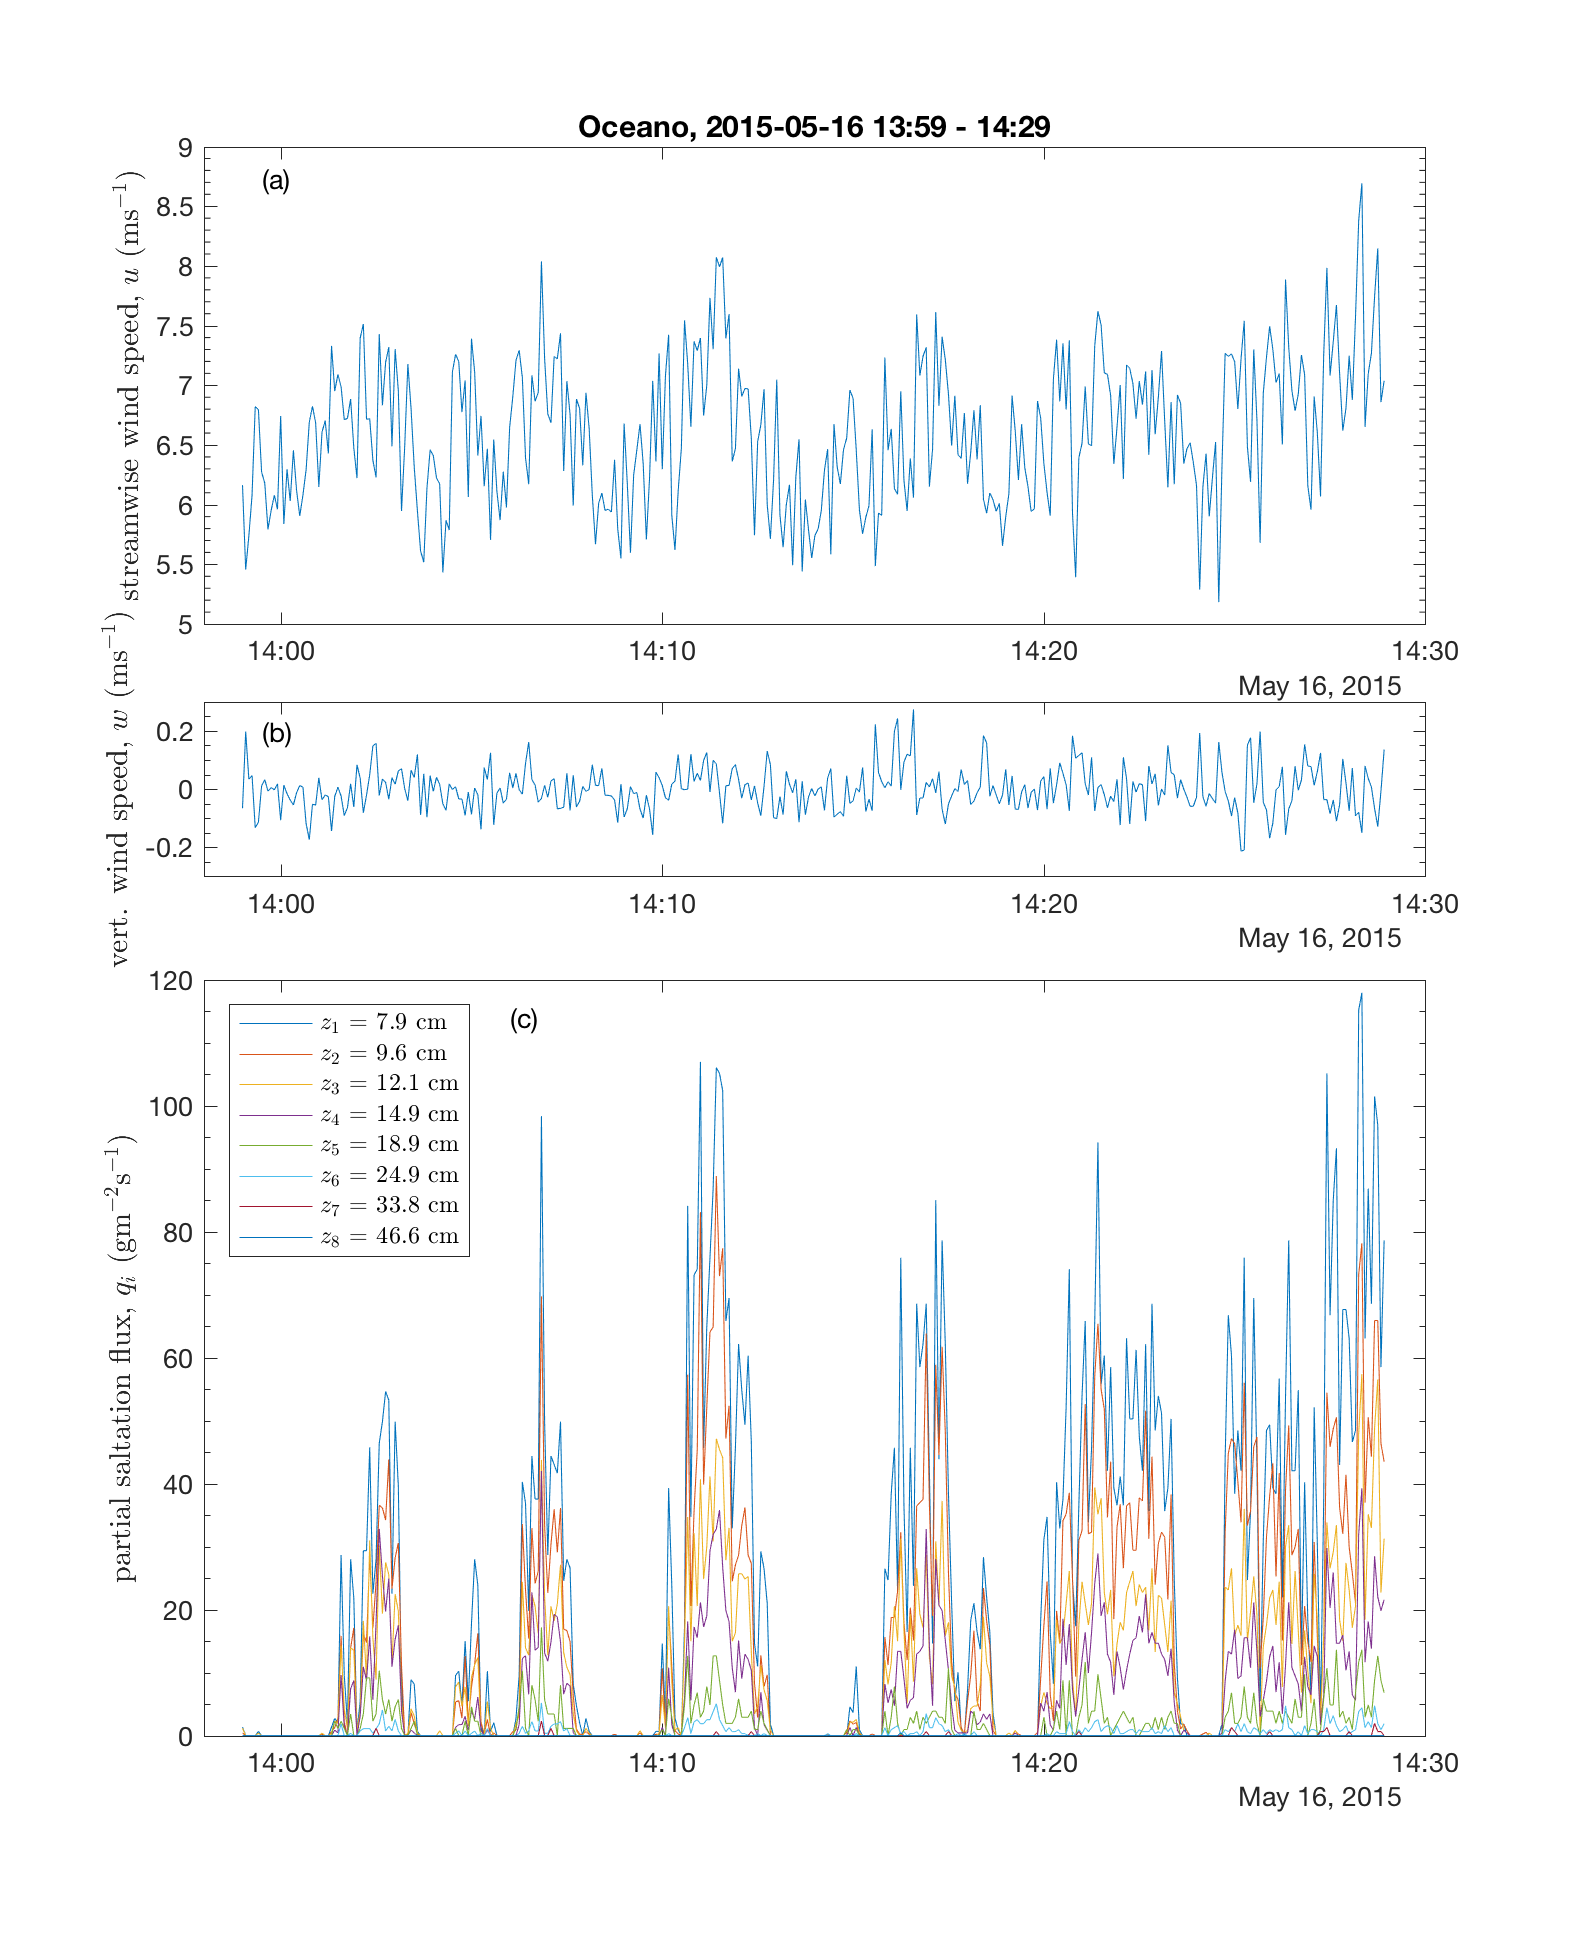 Oceano, 2015-05-16 13:59 - 14:29
(a)
streamwise wind speed, u (ms⁻¹)
9
8.5
8
7.5
7
6.5
6
5.5
5
14:00 14:10 14:20 14:30
May 16, 2015
(b)
vert. wind speed, w (ms⁻¹)
0.2
0
-0.2
14:00 14:10 14:20 14:30
May 16, 2015
(c)
partial saltation flux, qᵢ (gm⁻²s⁻¹)
120
100
80
60
40
20
0
z₁ = 7.9 cm
z₂ = 9.6 cm
z₃ = 12.1 cm
z₄ = 14.9 cm
z₅ = 18.9 cm
z₆ = 24.9 cm
z₇ = 33.8 cm
z₈ = 46.6 cm
14:00 14:10 14:20 14:30
May 16, 2015